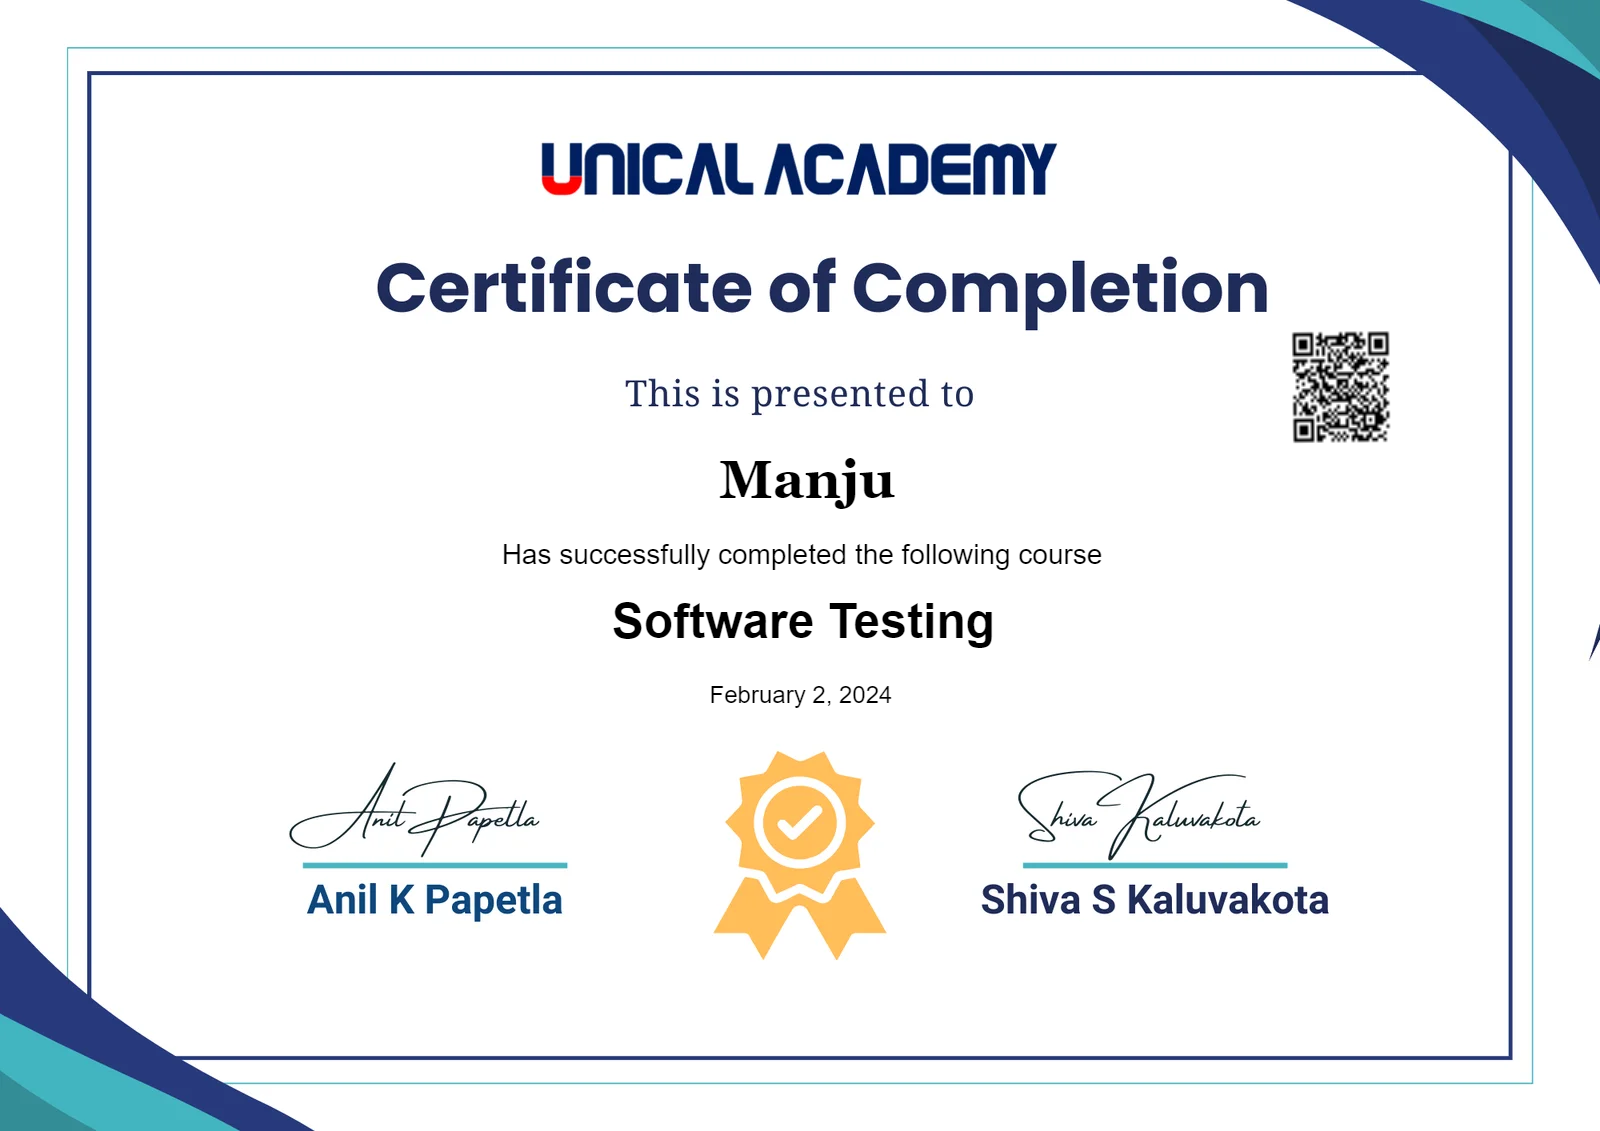 UNICAL ACADEMY
Certificate of Completion
This is presented to
Manju
Has successfully completed the following course
Software Testing
February 2, 2024
Anil Papetla
Shiva Kaluvakota
Anil K Papetla
Shiva S Kaluvakota